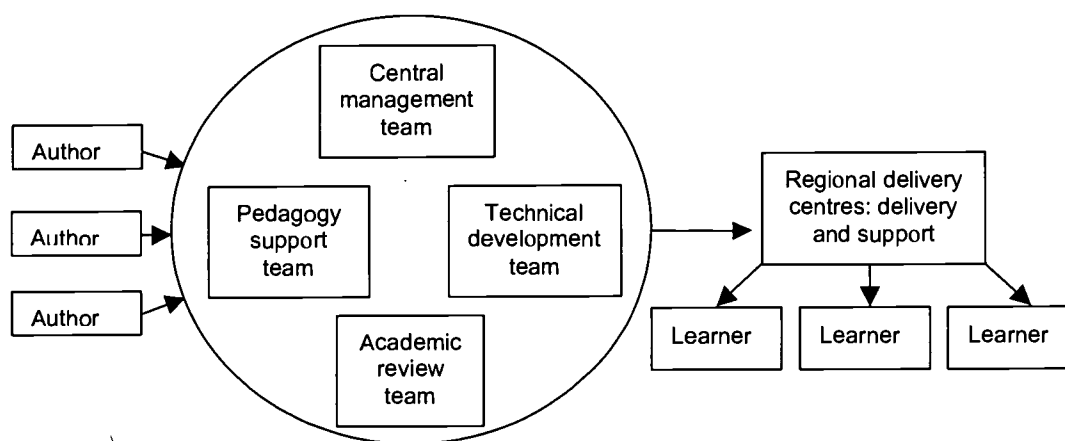 Central
management
team
Author
Author
Author
Pedagogy
support
team
Technical
development
team
Academic
review
team
Regional delivery
centres: delivery
and support
Learner
Learner
Learner